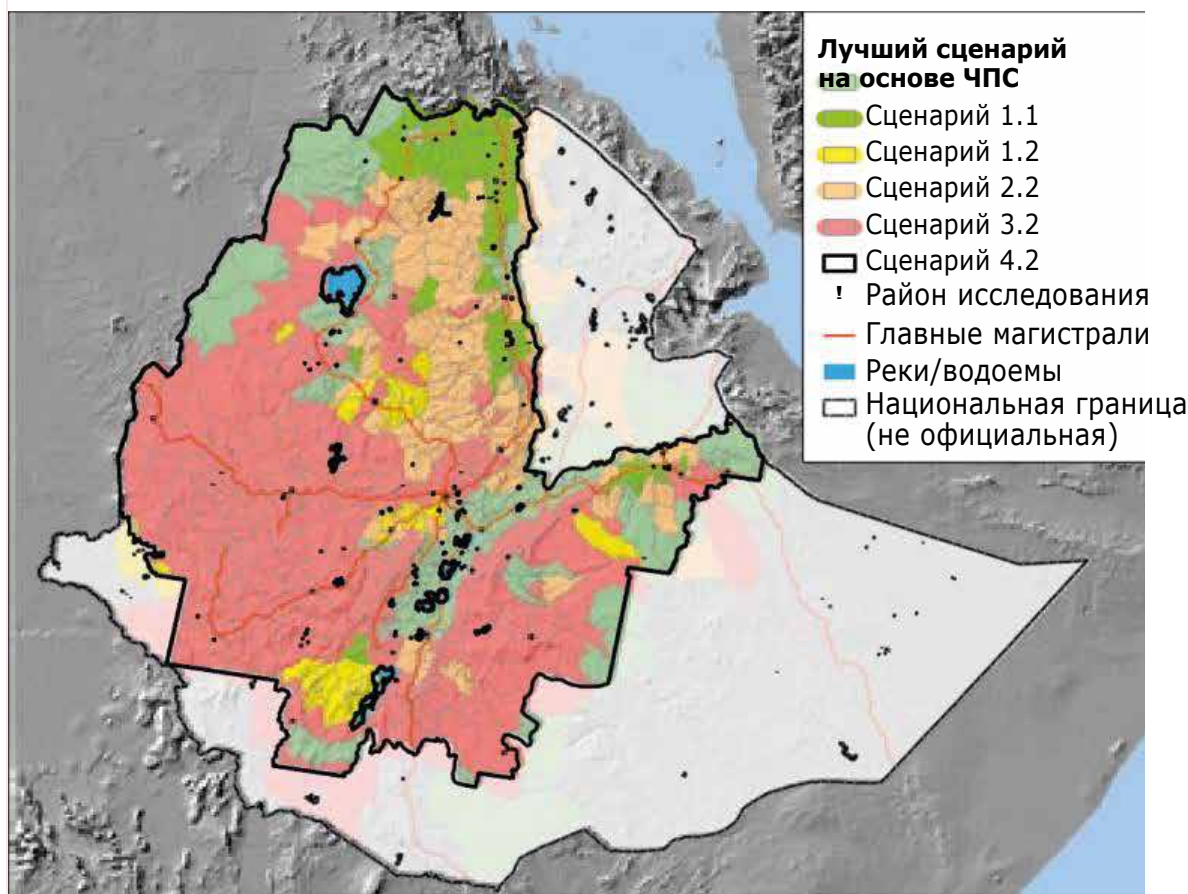 Лучший сценарий
на основе ЧПС
Сценарий 1.1
Сценарий 1.2
Сценарий 2.2
Сценарий 3.2
Сценарий 4.2
! Район исследования
Главные магистрали
Реки/водоемы
Национальная граница
(не официальная)